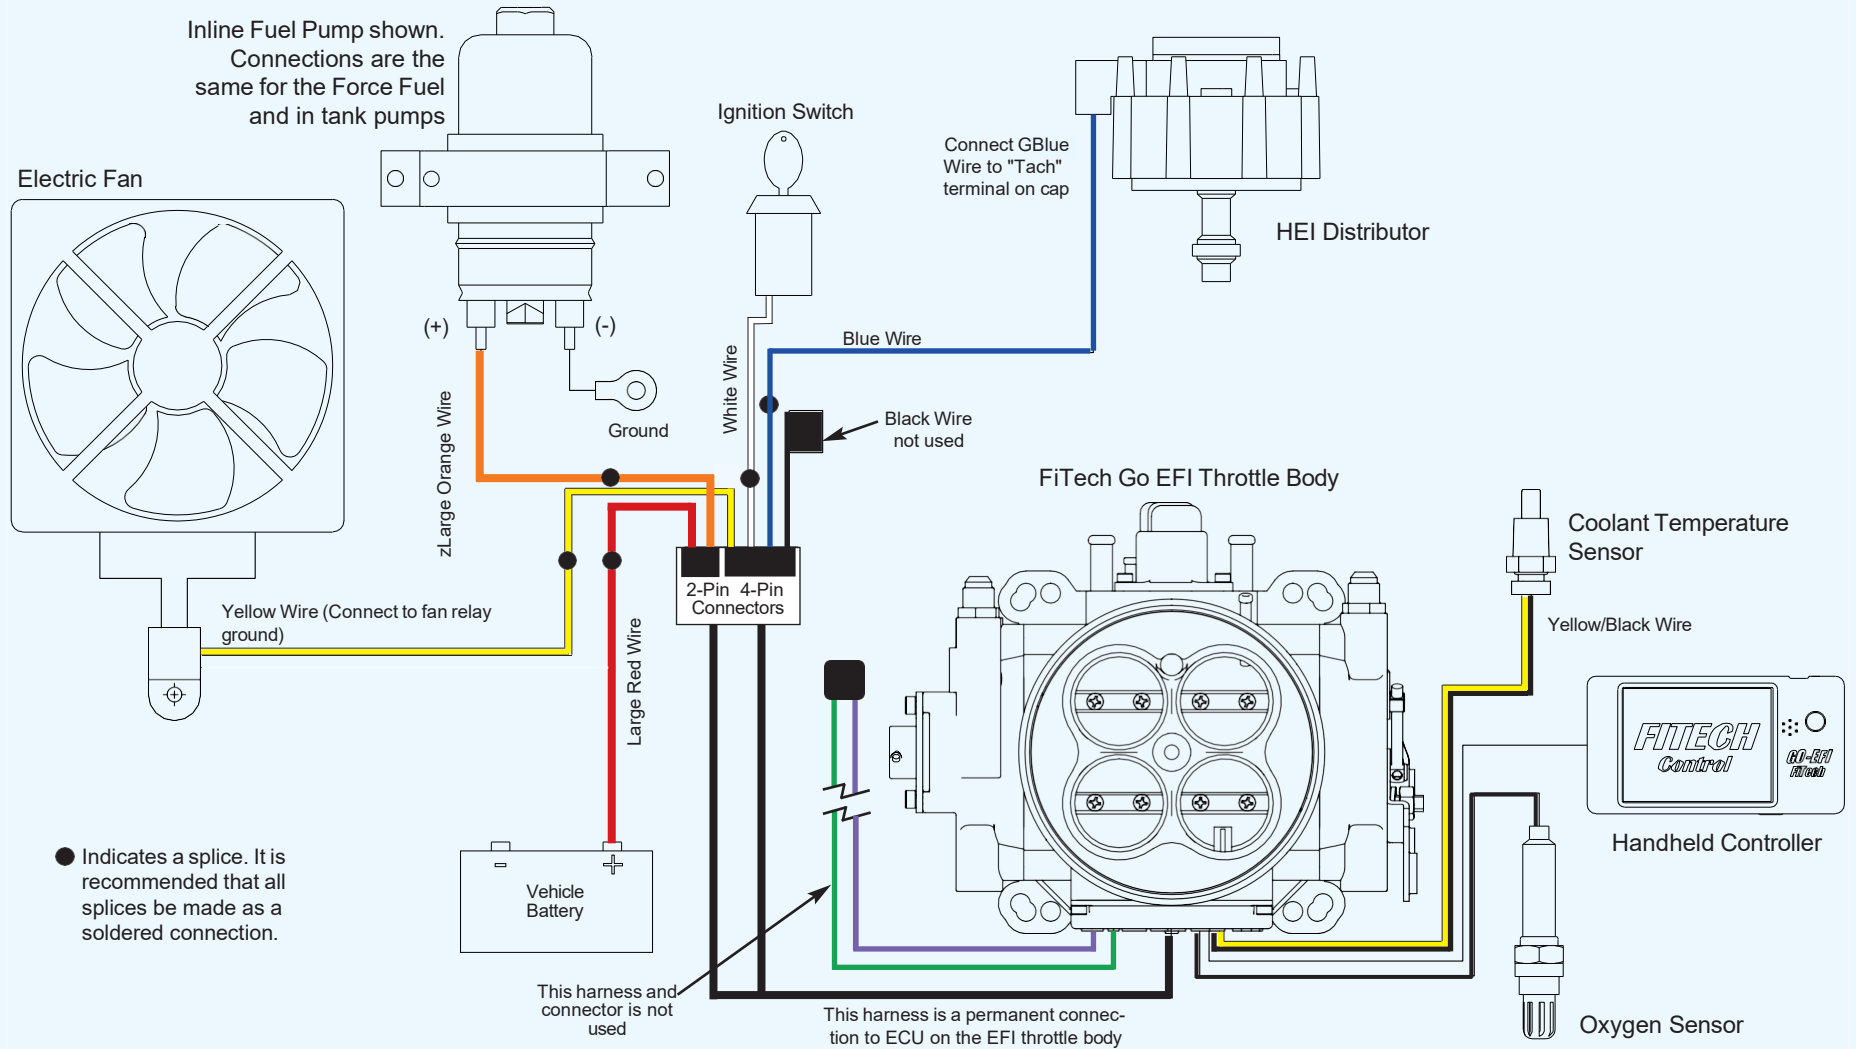 Inline Fuel Pump shown.
Connections are the
same for the Force Fuel
and in tank pumps
Electric Fan
(+)
(-)
Ground
zLarge Orange Wire
Ignition Switch
White Wire
Connect GBlue
Wire to "Tach"
terminal on cap
HEI Distributor
Blue Wire
Black Wire
not used
2-Pin 4-Pin
Connectors
Yellow Wire (Connect to fan relay
ground)
Large Red Wire
FiTech Go EFI Throttle Body
Coolant Temperature
Sensor
Yellow/Black Wire
FITECH
Control
GO-EFI
FiTech
Handheld Controller
Oxygen Sensor
- +
Vehicle
Battery
Indicates a splice. It is
recommended that all
splices be made as a
soldered connection.
This harness and
connector is not
used
This harness is a permanent connec-
tion to ECU on the EFI throttle body